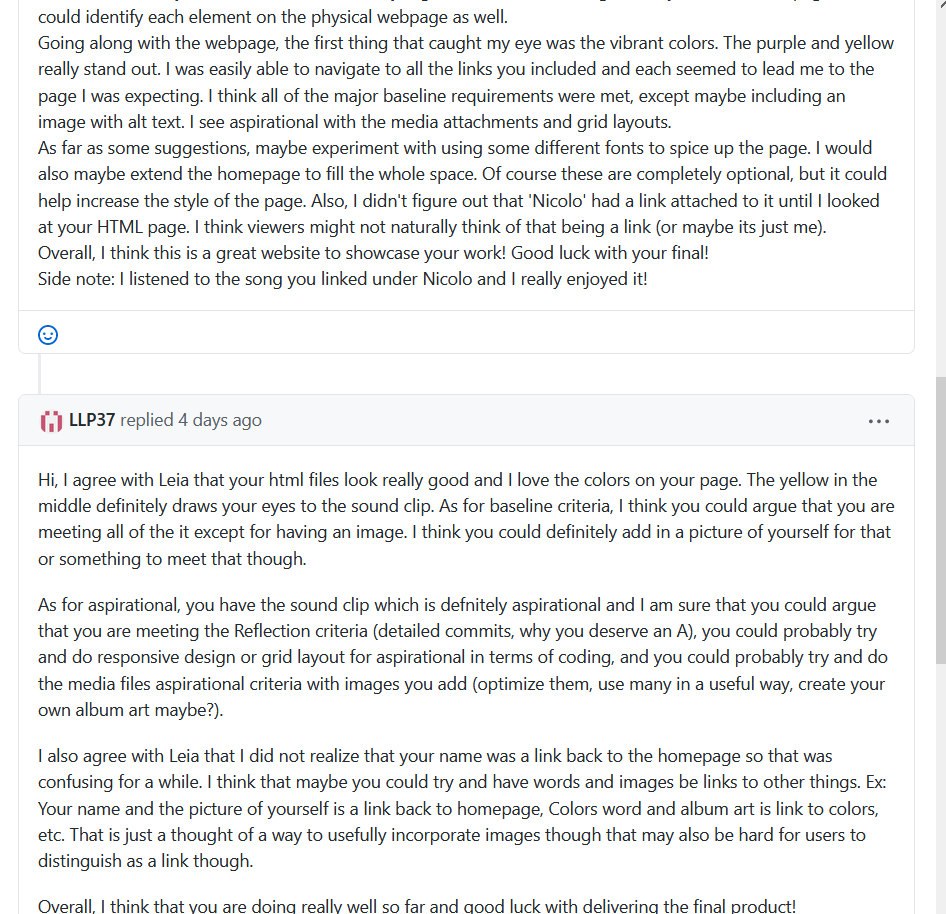 could identify each element on the physical webpage as well.
Going along with the webpage, the first thing that caught my eye was the vibrant colors. The purple and yellow
really stand out. I was easily able to navigate to all the links you included and each seemed to lead me to the
page I was expecting. I think all of the major baseline requirements were met, except maybe including an
image with alt text. I see aspirational with the media attachments and grid layouts.
As far as some suggestions, maybe experiment with using some different fonts to spice up the page. I would
also maybe extend the homepage to fill the whole space. Of course these are completely optional, but it could
help increase the style of the page. Also, I didn't figure out that 'Nicolo' had a link attached to it until I looked
at your HTML page. I think viewers might not naturally think of that being a link (or maybe its just me).
Overall, I think this is a great website to showcase your work! Good luck with your final!
Side note: I listened to the song you linked under Nicolo and I really enjoyed it!
LLP37 replied 4 days ago
Hi, I agree with Leia that your html files look really good and I love the colors on your page. The yellow in the
middle definitely draws your eyes to the sound clip. As for baseline criteria, I think you could argue that you are
meeting all of the it except for having an image. I think you could definitely add in a picture of yourself for that
or something to meet that though.
As for aspirational, you have the sound clip which is defnitely aspirational and I am sure that you could argue
that you are meeting the Reflection criteria (detailed commits, why you deserve an A), you could probably try
and do responsive design or grid layout for aspirational in terms of coding, and you could probably try and do
the media files aspirational criteria with images you add (optimize them, use many in a useful way, create your
own album art maybe?).
I also agree with Leia that I did not realize that your name was a link back to the homepage so that was
confusing for a while. I think that maybe you could try and have words and images be links to other things. Ex:
Your name and the picture of yourself is a link back to homepage, Colors word and album art is link to colors,
etc. That is just a thought of a way to usefully incorporate images though that may also be hard for users to
distinguish as a link though.
Overall, I think that you are doing really well so far and good luck with delivering the final product!